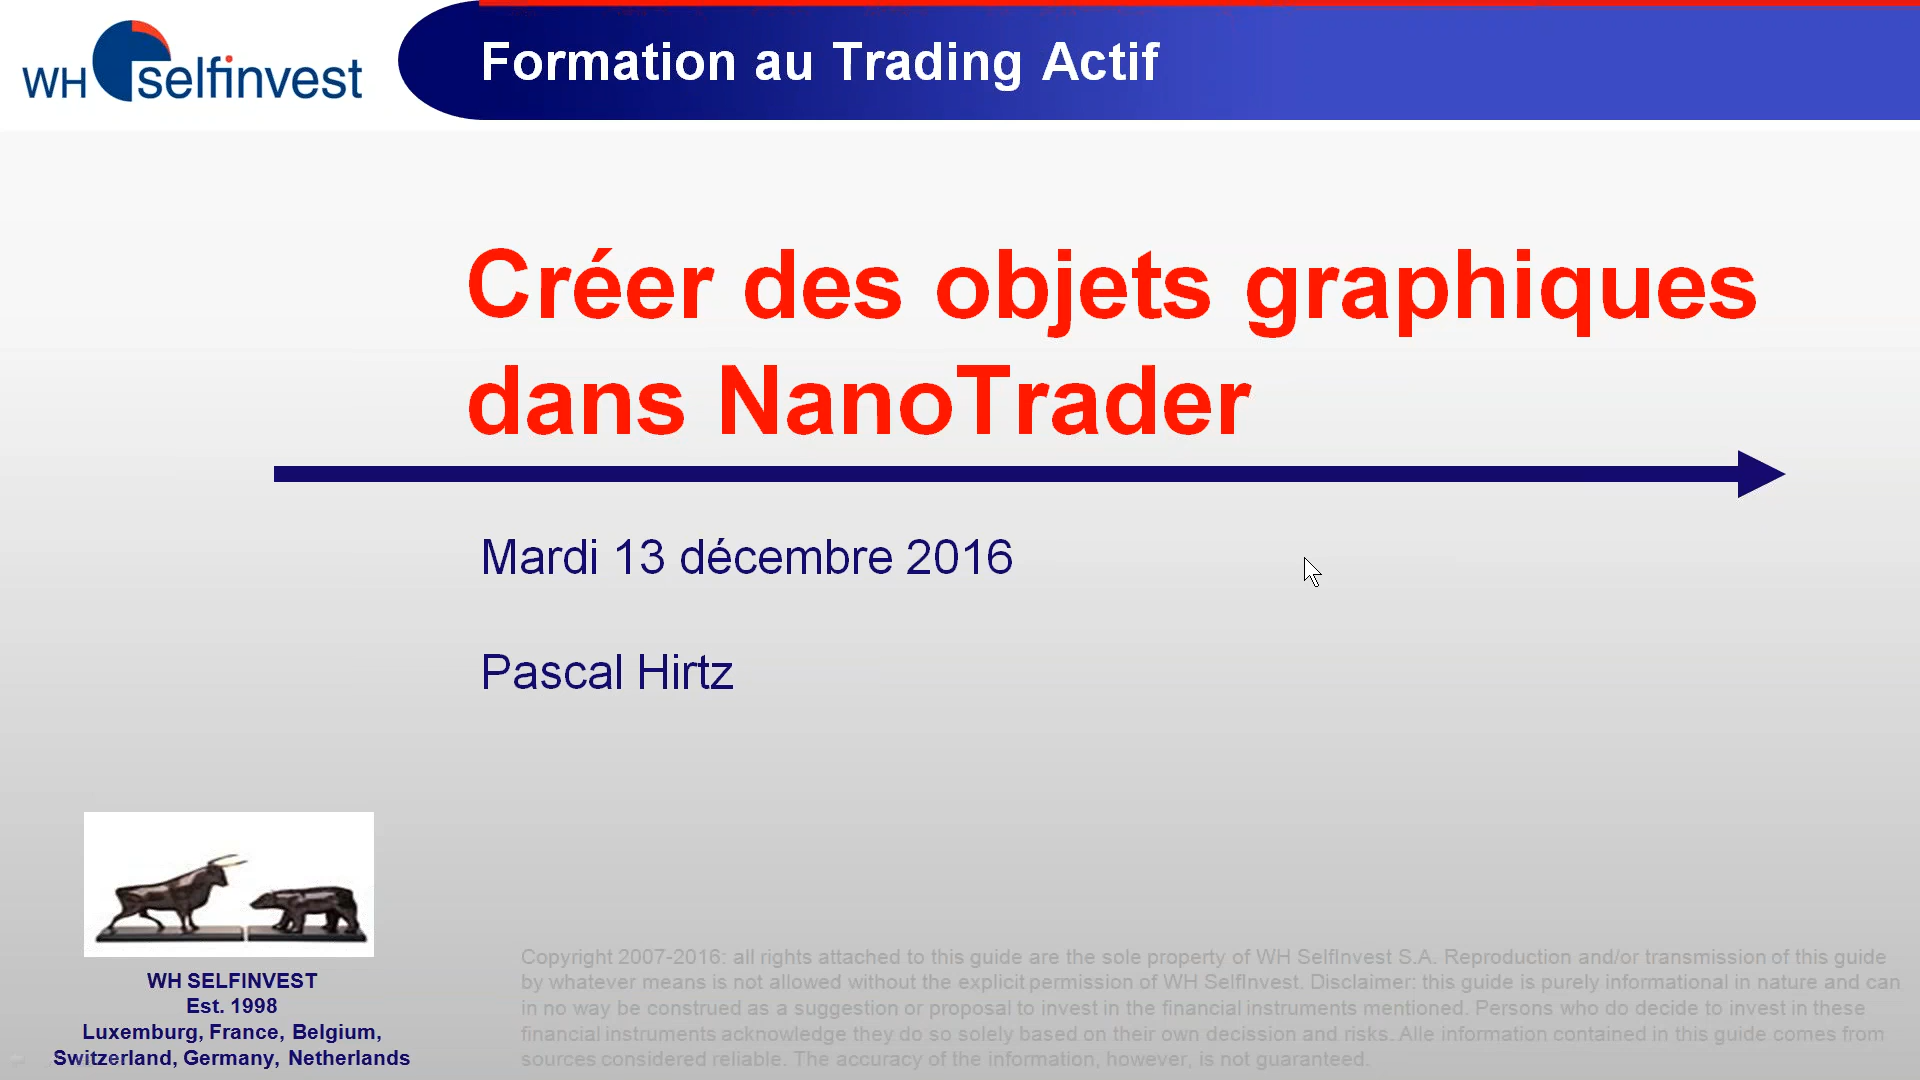 WH selfinvest
Formation au Trading Actif
Créer des objets graphiques
dans NanoTrader
Mardi 13 décembre 2016
Pascal Hirtz
WH SELFINVEST
Est. 1998
Luxemburg, France, Belgium,
Switzerland, Germany, Netherlands
Copyright 2007-2016: all rights attached to this guide are the sole property of WH SelfInvest S.A. Reproduction and/or transmission of this guide
by whatever means is not allowed without the explicit permission of WH SelfInvest. Disclaimer: this guide is purely informational in nature and can
in no way be construed as a suggestion or proposal to invest in the financial instruments mentioned. Persons who do decide to invest in these
financial instruments acknowledge they do so solely based on their own decission and risks. Alle information contained in this guide comes from
sources considered reliable. The accuracy of the information, however, is not guaranteed.